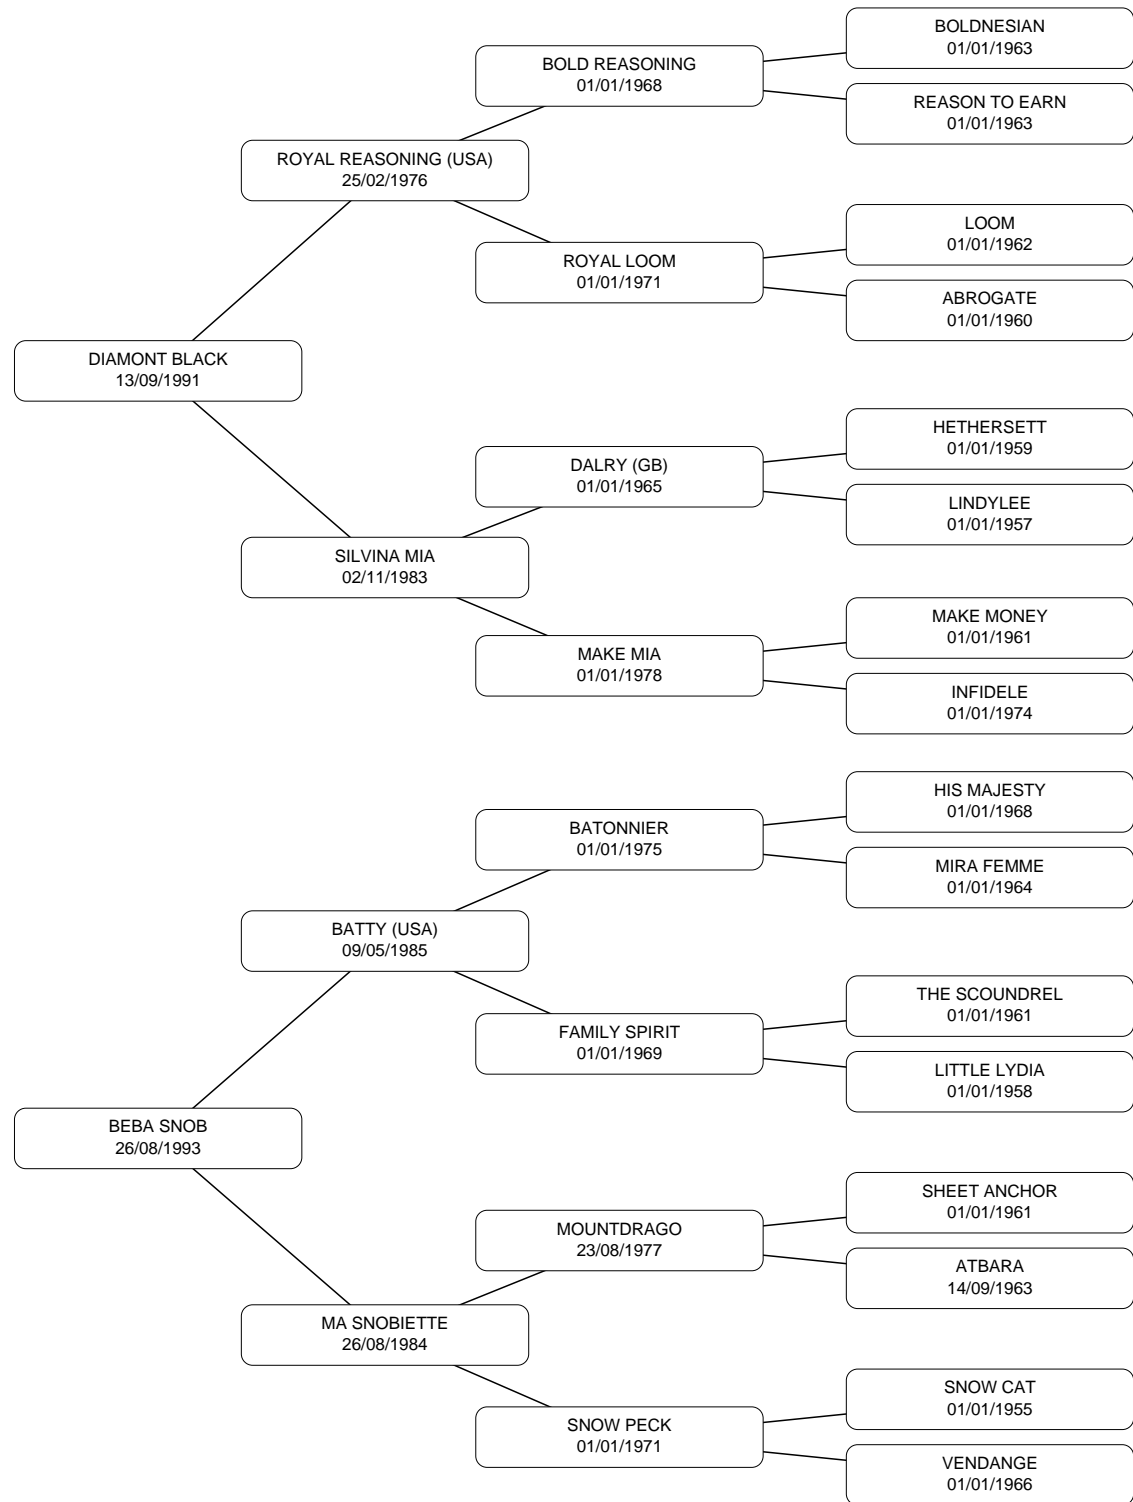 BOLDNESIAN
01/01/1963
BOLD REASONING
01/01/1968
REASON TO EARN
01/01/1963
ROYAL REASONING (USA)
25/02/1976
LOOM
01/01/1962
ROYAL LOOM
01/01/1971
ABROGATE
01/01/1960
DIAMONT BLACK
13/09/1991
HETHERSETT
01/01/1959
DALRY (GB)
01/01/1965
LINDYLEE
01/01/1957
SILVINA MIA
02/11/1983
MAKE MONEY
01/01/1961
MAKE MIA
01/01/1978
INFIDELE
01/01/1974
HIS MAJESTY
01/01/1968
BATONNIER
01/01/1975
MIRA FEMME
01/01/1964
BATTY (USA)
09/05/1985
THE SCOUNDREL
01/01/1961
FAMILY SPIRIT
01/01/1969
LITTLE LYDIA
01/01/1958
BEBA SNOB
26/08/1993
SHEET ANCHOR
01/01/1961
MOUNTDRAGO
23/08/1977
ATBARA
14/09/1963
MA SNOBIETTE
26/08/1984
SNOW CAT
01/01/1955
SNOW PECK
01/01/1971
VENDANGE
01/01/1966